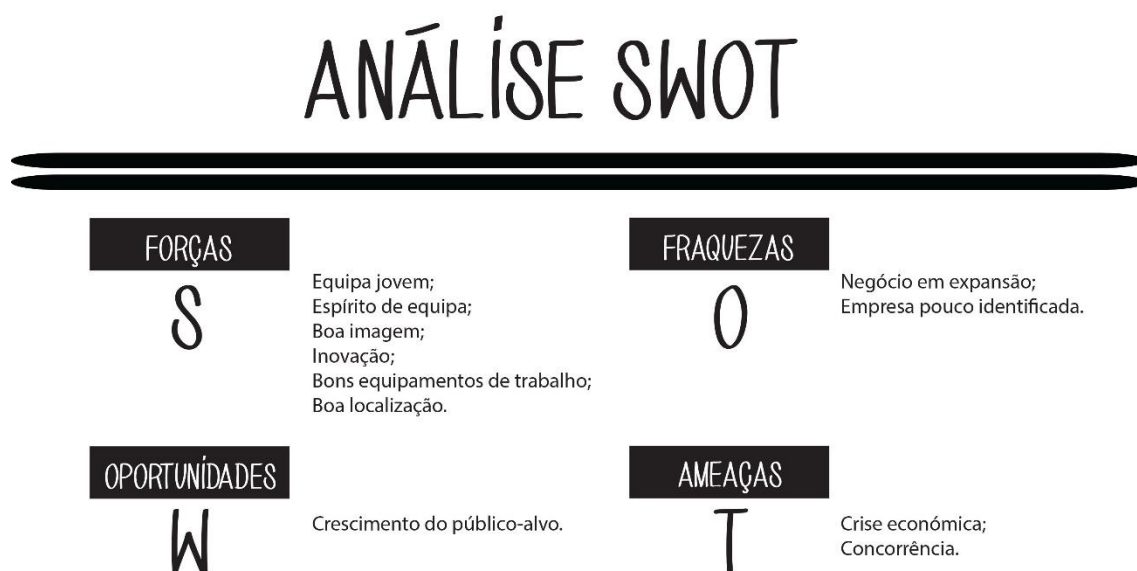 ANÁLISE SWOT
FORÇAS
S
Equipa jovem;
Espírito de equipa;
Boa imagem;
Inovação;
Bons equipamentos de trabalho;
Boa localização.
FRAQUEZAS
O
Negócio em expansão;
Empresa pouco identificada.
OPORTUNIDADES
W
Crescimento do público-alvo.
AMEAÇAS
T
Crise económica;
Concorrência.